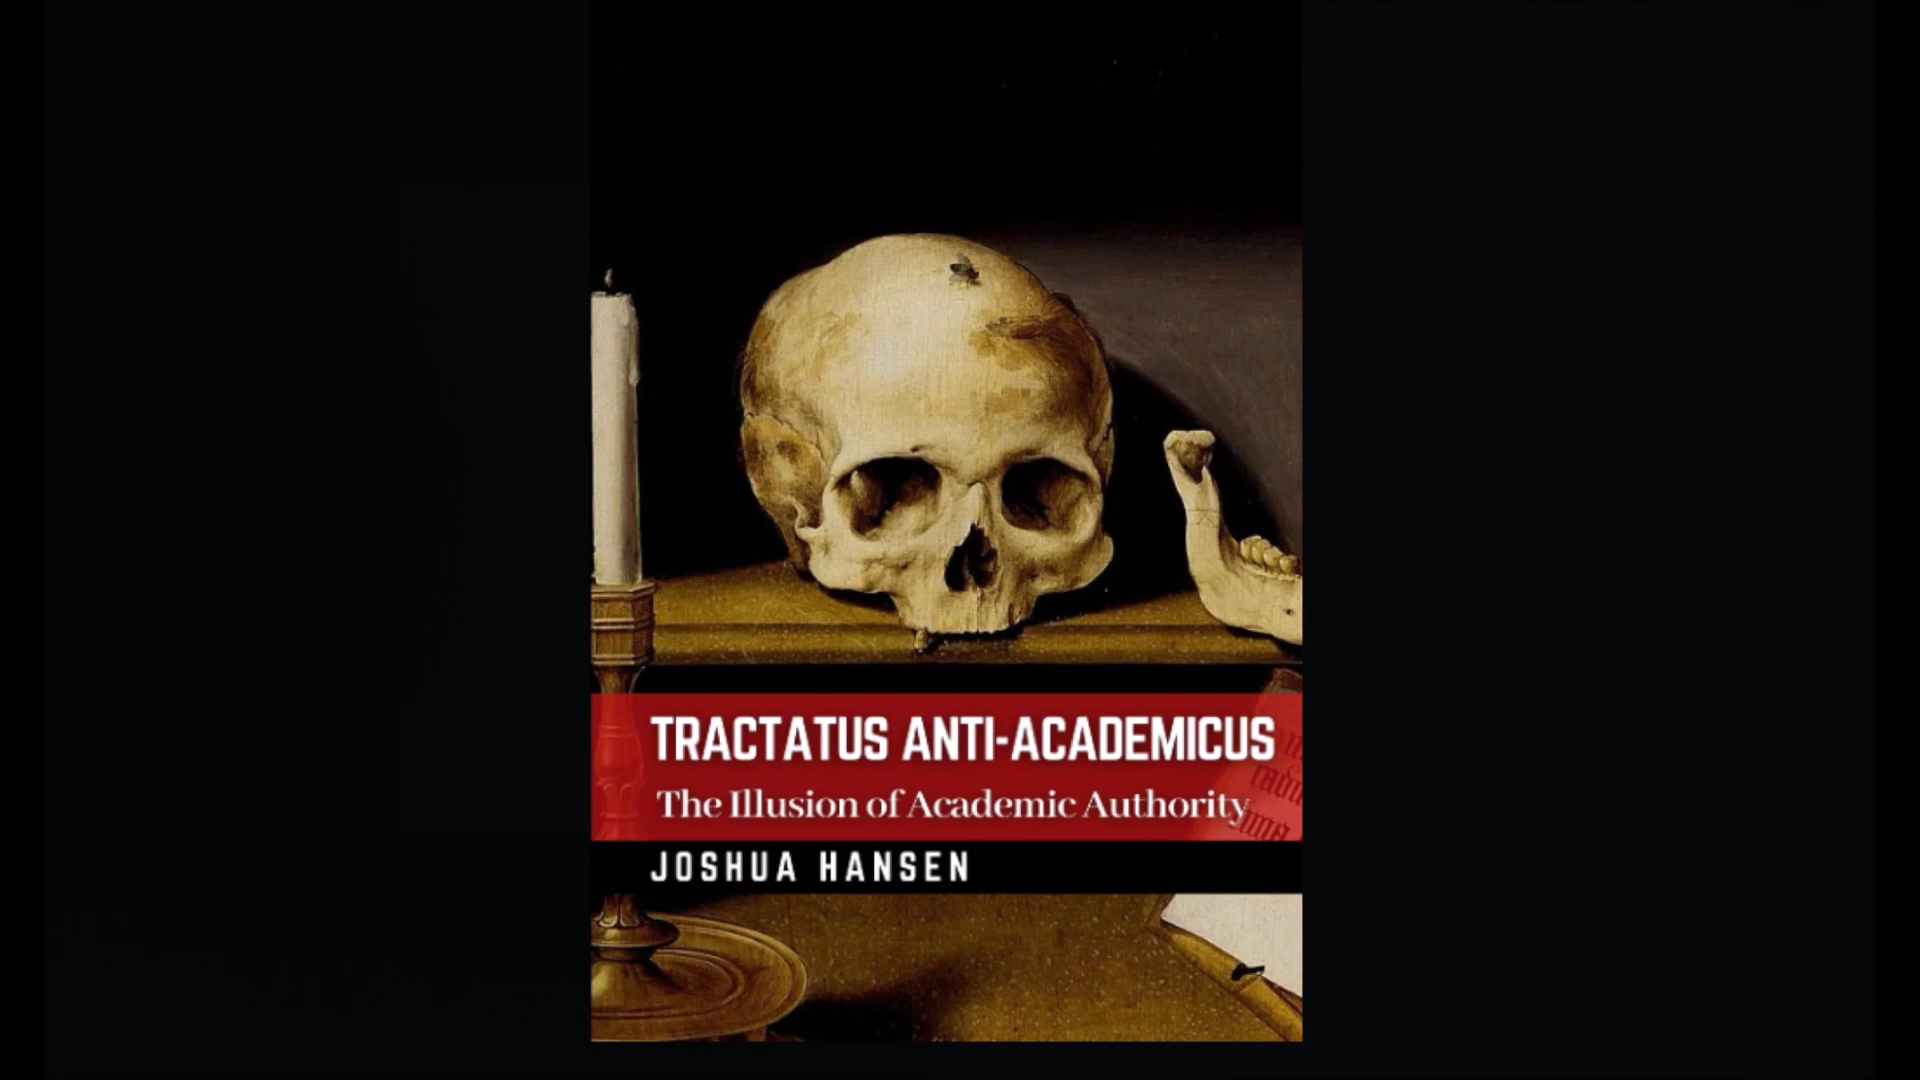 TRACTATUS ANTI-ACADEMICUS
The Illusion of Academic Authority
JOSHUA HANSEN